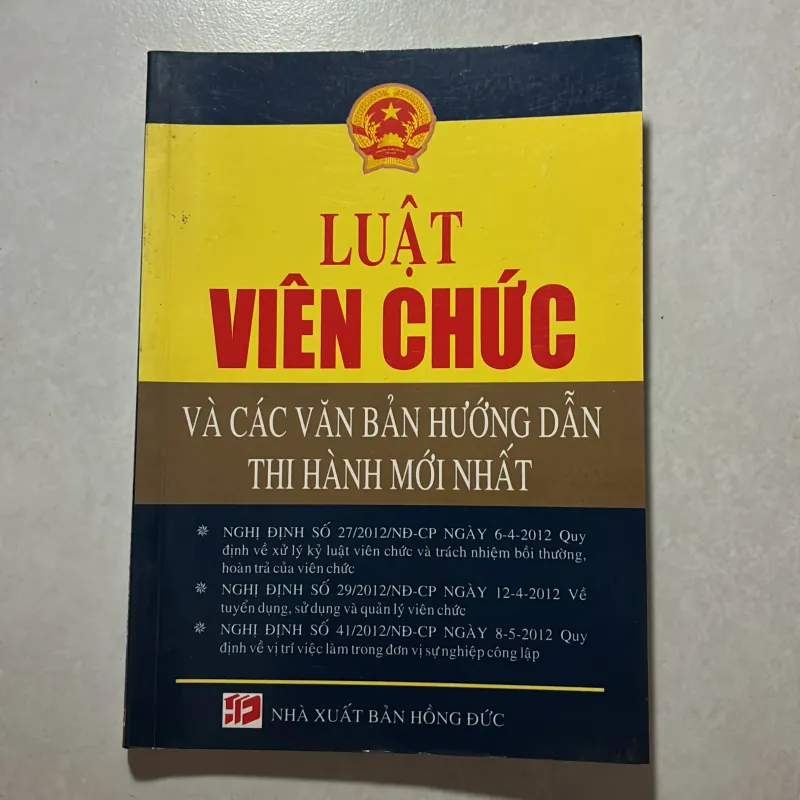 LUẬT
VIÊN CHỨC
VÀ CÁC VĂN BẢN HƯỚNG DẪN
THI HÀNH MỚI NHẤT
NGHỊ ĐỊNH SỐ 27/2012/NĐ-CP NGÀY 6-4-2012 Quy
định về xử lý kỷ luật viên chức và trách nhiệm bồi thường,
hoàn trả của viên chức
NGHỊ ĐỊNH SỐ 29/2012/NĐ-CP NGÀY 12-4-2012 Về
tuyển dụng, sử dụng và quản lý viên chức
NGHỊ ĐỊNH SỐ 41/2012/NĐ-CP NGÀY 8-5-2012 Quy
định về vị trí việc làm trong đơn vị sự nghiệp công lập
NHÀ XUẤT BẢN HỒNG ĐỨC